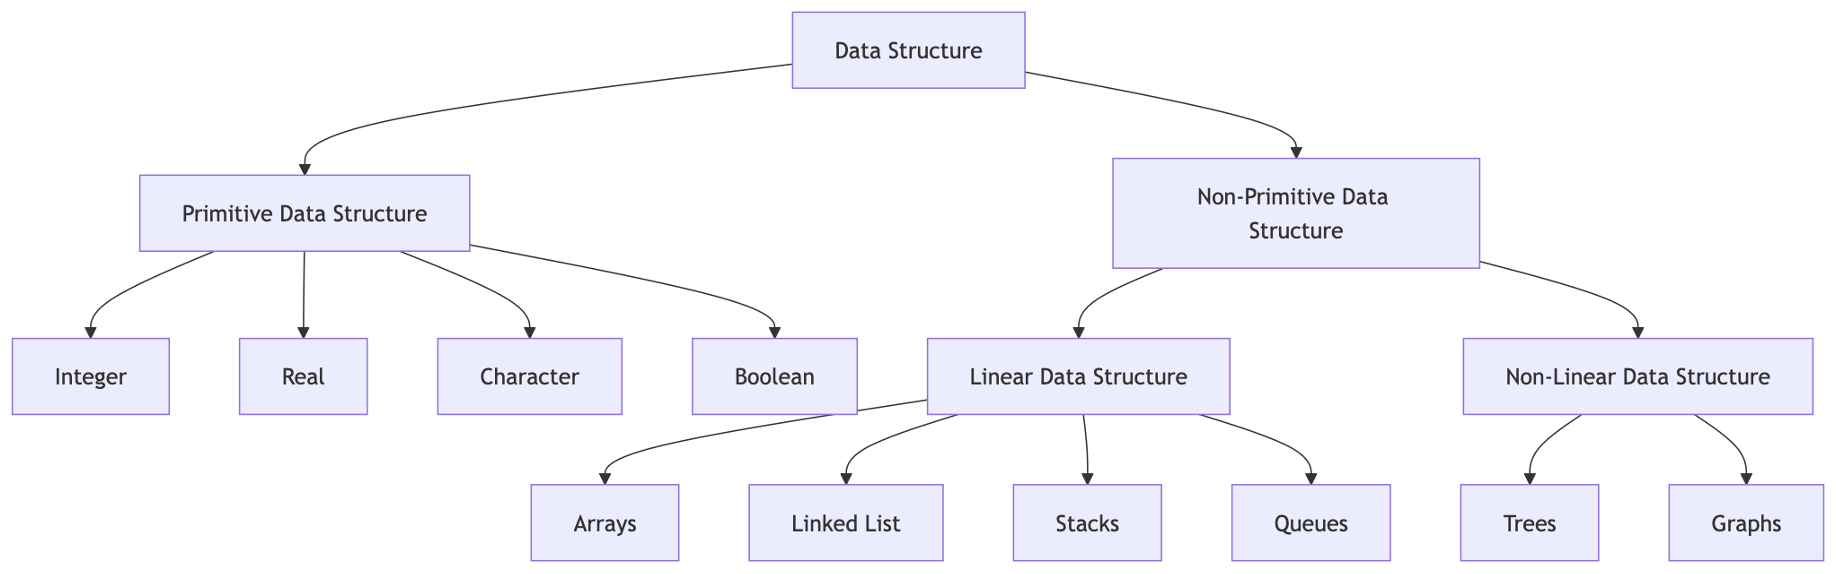 Data Structure
Primitive Data Structure
Non-Primitive Data
Structure
Integer
Real
Character
Boolean
Linear Data Structure
Non-Linear Data Structure
Arrays
Linked List
Stacks
Queues
Trees
Graphs